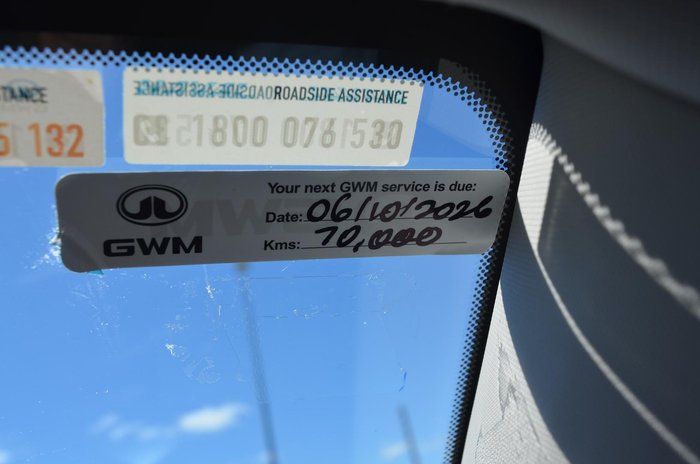 TANCE
132
ROADSIDE ASSISTANCE
1800 076 530
Your next GWM service is due:
GWM
Date: 06/10/2026
Kms: 70,000